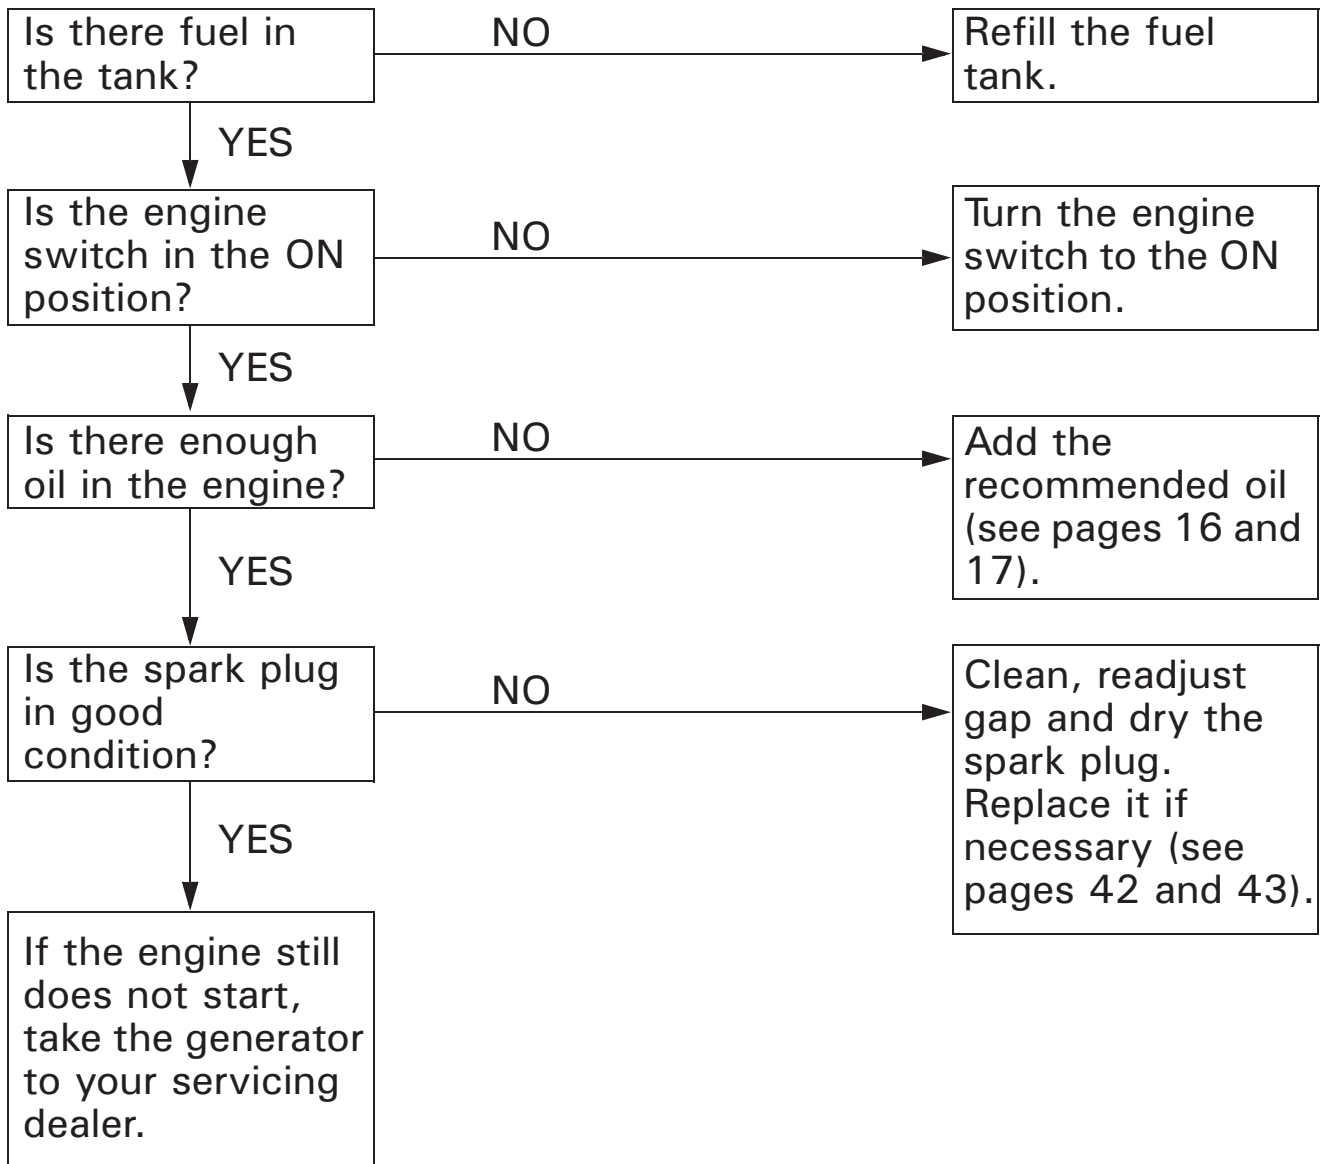 Is there fuel in
the tank?
NO
Refill the fuel
tank.
YES
Is the engine
switch in the ON
position?
NO
Turn the engine
switch to the ON
position.
YES
Is there enough
oil in the engine?
NO
Add the
recommended oil
(see pages 16 and
17).
YES
Is the spark plug
in good
condition?
NO
Clean, readjust
gap and dry the
spark plug.
Replace it if
necessary (see
pages 42 and 43).
YES
If the engine still
does not start,
take the generator
to your servicing
dealer.